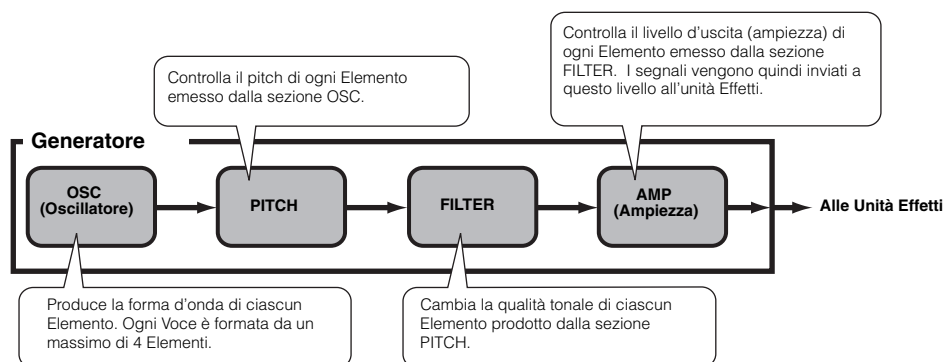 Controlla il livello d'uscita (ampiezza) di
ogni Elemento emesso dalla sezione
FILTER. I segnali vengono quindi inviati a
questo livello all'unità Effetti.
Controlla il pitch di ogni Elemento
emesso dalla sezione OSC.
Generatore
OSC
(Oscillatore)
PITCH
FILTER
AMP
(Ampiezza)
Alle Unità Effetti
Produce la forma d'onda di ciascun
Elemento. Ogni Voce è formata da un
massimo di 4 Elementi.
Cambia la qualità tonale di ciascun
Elemento prodotto dalla sezione
PITCH.